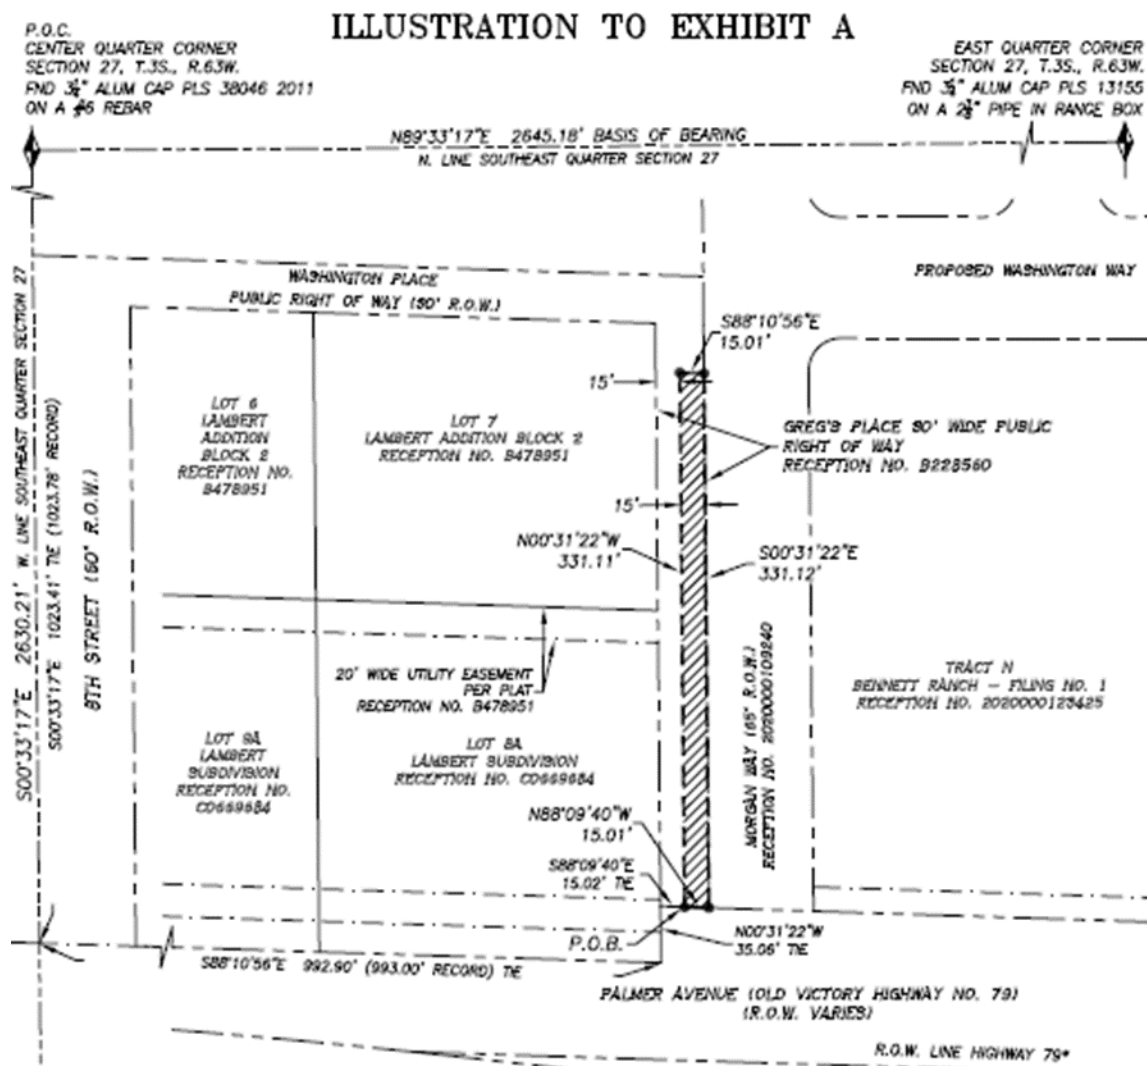 ILLUSTRATION TO EXHIBIT A
P.O.C.
CENTER QUARTER CORNER
SECTION 27, T.3S., R.63W.
FND 3¼" ALUM CAP PLS 38046 2011
ON A #6 REBAR
EAST QUARTER CORNER
SECTION 27, T.3S., R.63W.
FND 3¼" ALUM CAP PLS 13155
ON A PIPE IN RANGE BOX
N89°33'17"E 2645.18' BASIS OF BEARING
N. LINE SOUTHEAST QUARTER SECTION 27
WASHINGTON PLACE
PUBLIC RIGHT OF WAY (80' R.O.W.)
PROPOSED WASHINGTON WAY
S88°10'56"E
15.01'
15'
LOT 6
LAMBERT
ADDITION
BLOCK 2
RECEPTION NO.
B478951
LOT 7
LAMBERT ADDITION BLOCK 2
RECEPTION NO. B478951
GREG'S PLACE 80' WIDE PUBLIC
RIGHT OF WAY
RECEPTION NO. B228560
15'
N00°31'22"W
331.11'
S00°31'22"E
331.12'
S00°33'17"E 2630.21' W. LINE SOUTHEAST QUARTER SECTION 27
S00°33'17"E 1023.41' TIE (1023.78' RECORD)
8TH STREET (60' R.O.W.)
20' WIDE UTILITY EASEMENT
PER PLAT
RECEPTION NO. B478951
MORGAN WAY (65' R.O.W.)
RECEPTION NO. 2020000109240
TRACT N
BENNETT RANCH – FILING NO. 1
RECEPTION NO. 2020000123425
LOT 9A
LAMBERT
SUBDIVISION
RECEPTION NO.
C0669684
LOT 8A
LAMBERT SUBDIVISION
RECEPTION NO. C0669684
N88°09'40"W
15.01'
S88°09'40"E
15.02' TIE
P.O.B.
N00°31'22"W
35.06' TIE
S88°10'56"E 992.90' (993.00' RECORD) TIE
PALMER AVENUE (OLD VICTORY HIGHWAY NO. 79)
(R.O.W. VARIES)
R.O.W. LINE HIGHWAY 79*